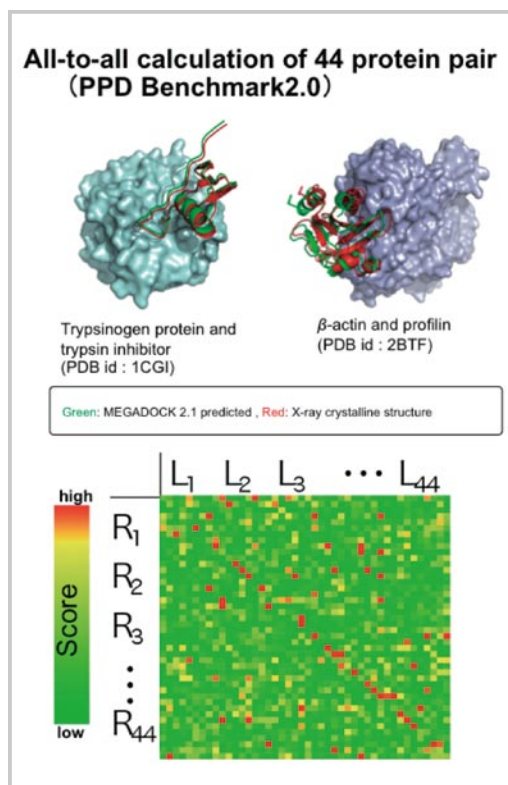 All-to-all calculation of 44 protein pair
（PPD Benchmark2.0）
Trypsinogen protein and
trypsin inhibitor
(PDB id : 1CGI)
β-actin and profilin
(PDB id : 2BTF)
Green: MEGADOCK 2.1 predicted , Red: X-ray crystalline structure
L1 L2 L3 ••• L44
high
Score
low
R1
R2
R3
•
•
•
R44